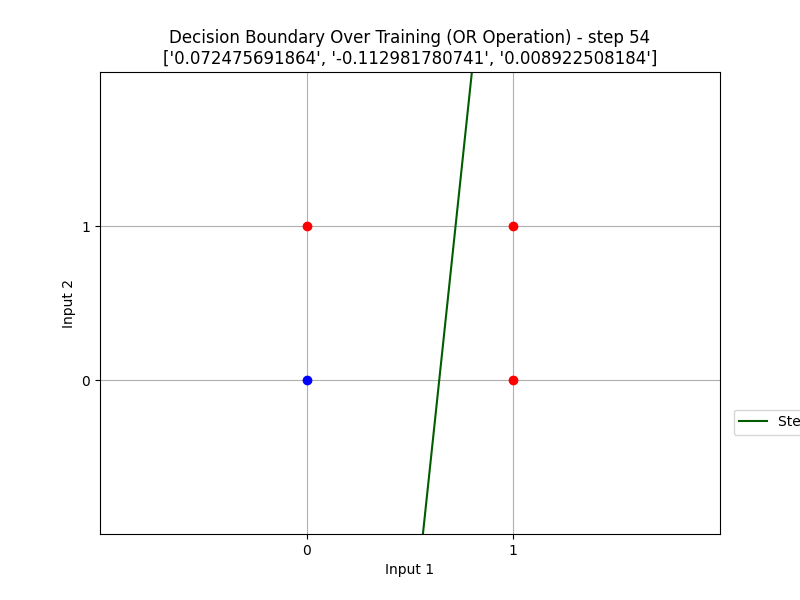 Decision Boundary Over Training (OR Operation) - step 54
['0.072475691864', '-0.112981780741', '0.008922508184']
Input 2
1
0
0
1
Input 1
Ste